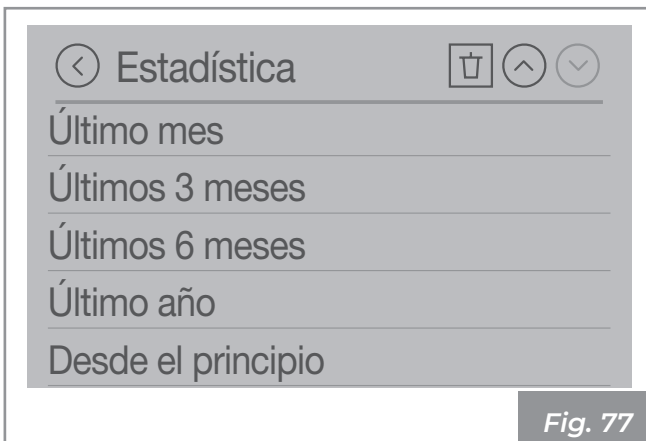 Estadística
Último mes
Últimos 3 meses
Últimos 6 meses
Último año
Desde el principio
Fig. 77